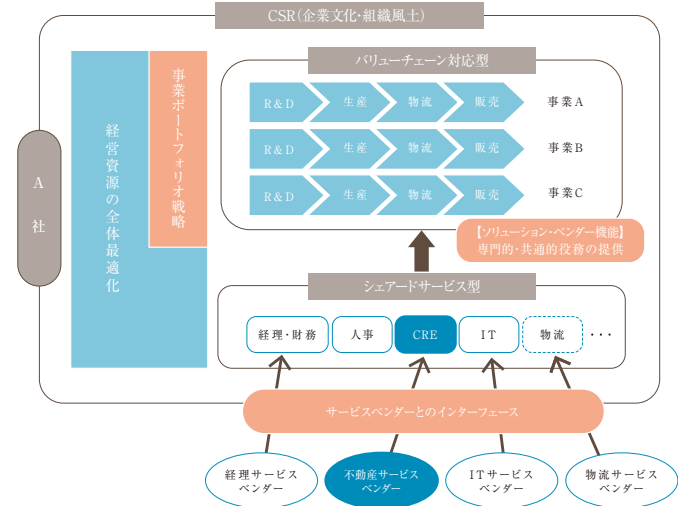 CSR(企業文化・組織風土)
A
社
経営資源の全体最適化
事業ポートフォリオ戦略
バリューチェーン対応型
R&D 生産 物流 販売 事業A
R&D 生産 物流 販売 事業B
R&D 生産 物流 販売 事業C
【ソリューション・ベンダー機能】
専門的・共通的役務の提供
シェアードサービス型
経理・財務 人事 CRE IT 物流 ・・・
サービスベンダーとのインターフェース
経理サービス
ベンダー
不動産サービス
ベンダー
ITサービス
ベンダー
物流サービス
ベンダー